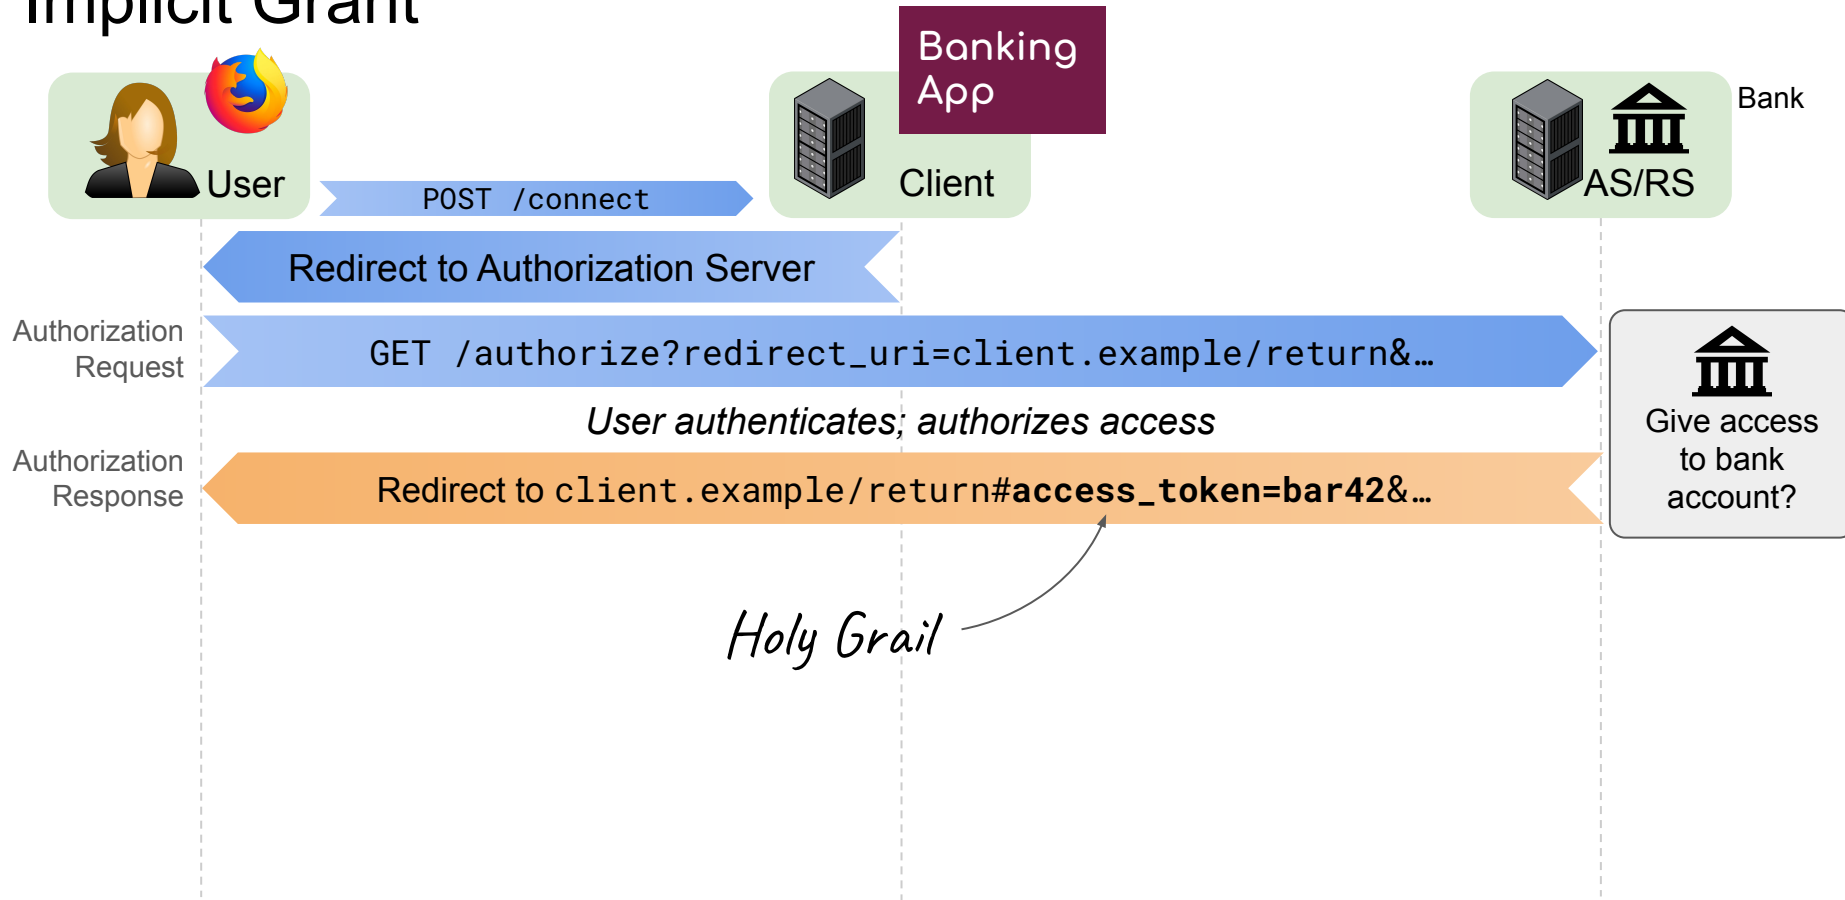 Implicit Grant
Banking
App
Bank
User
Client
AS/RS
POST /connect
Redirect to Authorization Server
Authorization
Request
GET /authorize?redirect_uri=client.example/return&…
User authenticates; authorizes access
Give access
to bank
account?
Authorization
Response
Redirect to client.example/return#access_token=bar42&…
Holy Grail